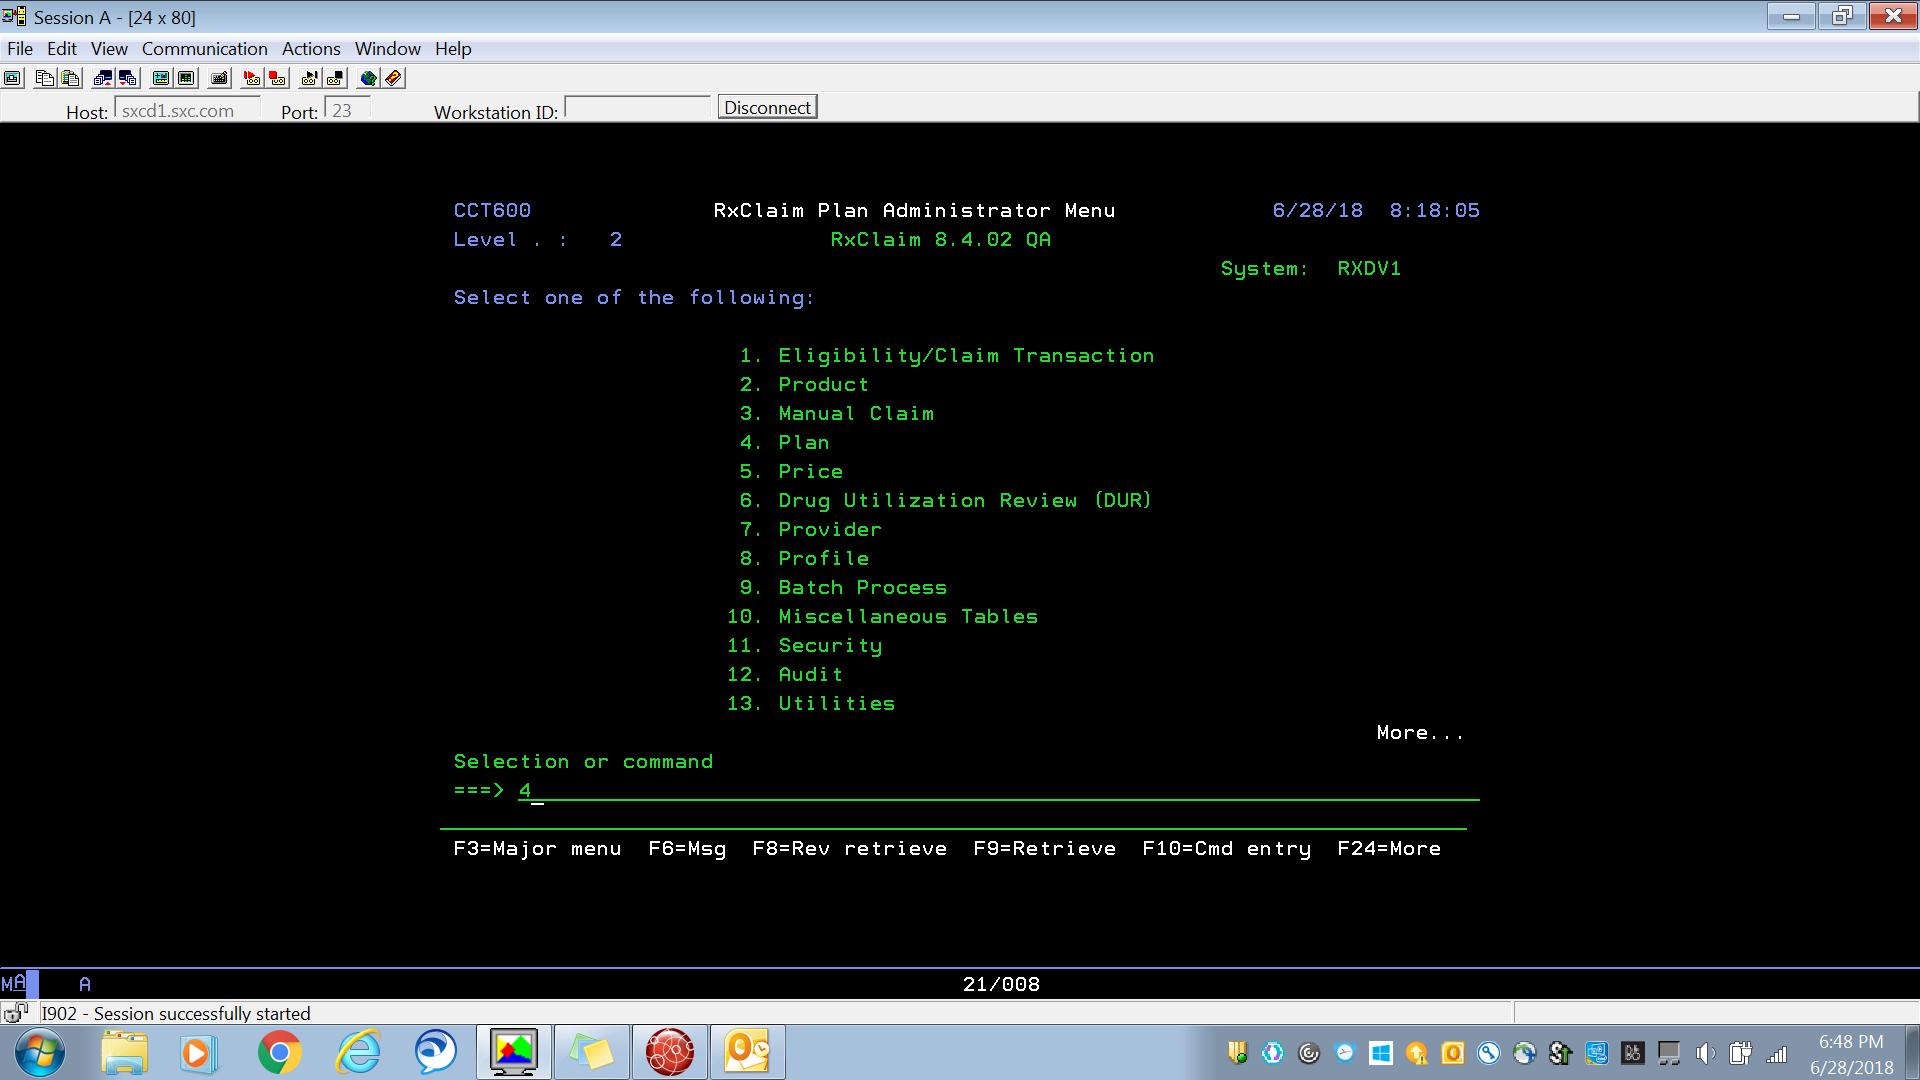 Session A - [24 x 80]
File Edit View Communication Actions Window Help
Host: sxcd1.sxc.com Port: 23 Workstation ID: Disconnect
CCT600 RxClaim Plan Administrator Menu 6/28/18 8:18:05
Level . : 2 RxClaim 8.4.02 QA
System: RXDV1
Select one of the following:
1. Eligibility/Claim Transaction
2. Product
3. Manual Claim
4. Plan
5. Price
6. Drug Utilization Review (DUR)
7. Provider
8. Profile
9. Batch Process
10. Miscellaneous Tables
11. Security
12. Audit
13. Utilities
More...
Selection or command
===> 4
F3=Major menu F6=Msg F8=Rev retrieve F9=Retrieve F10=Cmd entry F24=More
MA A 21/008
I902 - Session successfully started
6:48 PM
6/28/2018